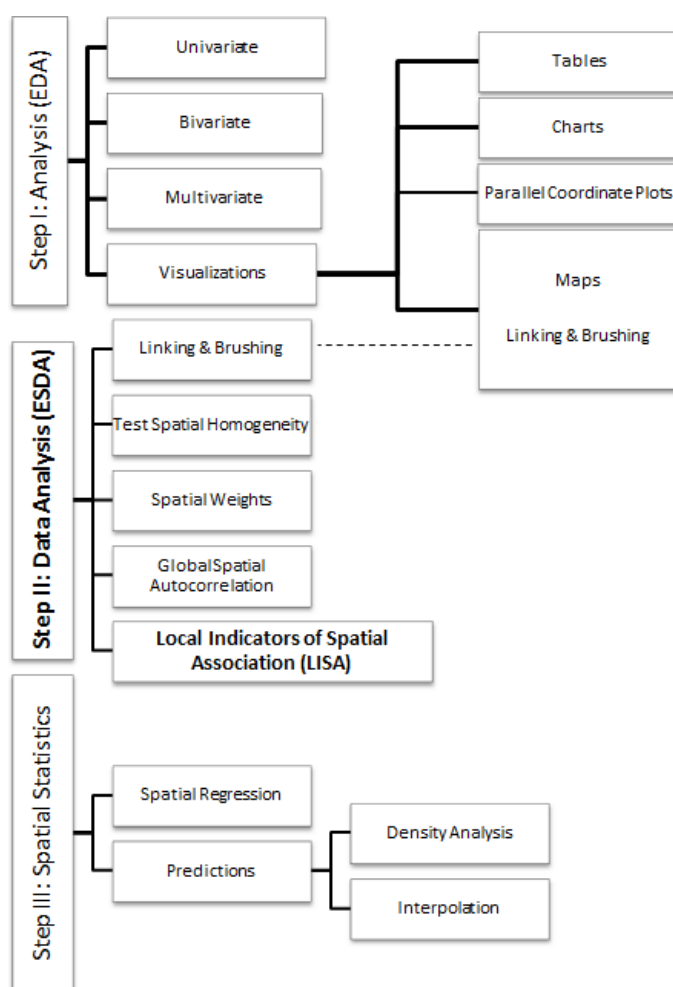 Step I: Analysis (EDA)
Univariate
Bivariate
Multivariate
Visualizations
Tables
Charts
Parallel Coordinate Plots
Maps
Linking & Brushing
Step II: Data Analysis (ESDA)
Linking & Brushing
Test Spatial Homogeneity
Spatial Weights
Global Spatial
Autocorrelation
Local Indicators of Spatial
Association (LISA)
Step III: Spatial Statistics
Spatial Regression
Predictions
Density Analysis
Interpolation